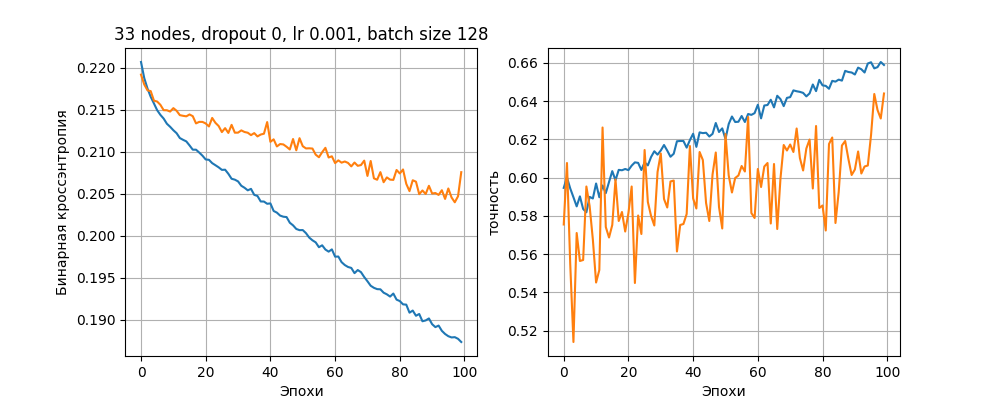 33 nodes, dropout 0, lr 0.001, batch size 128
Бинарная кроссэнтропия
0.220
0.215
0.210
0.205
0.200
0.195
0.190
0 20 40 60 80 100
Эпохи
точность
0.66
0.64
0.62
0.60
0.58
0.56
0.54
0.52
0 20 40 60 80 100
Эпохи